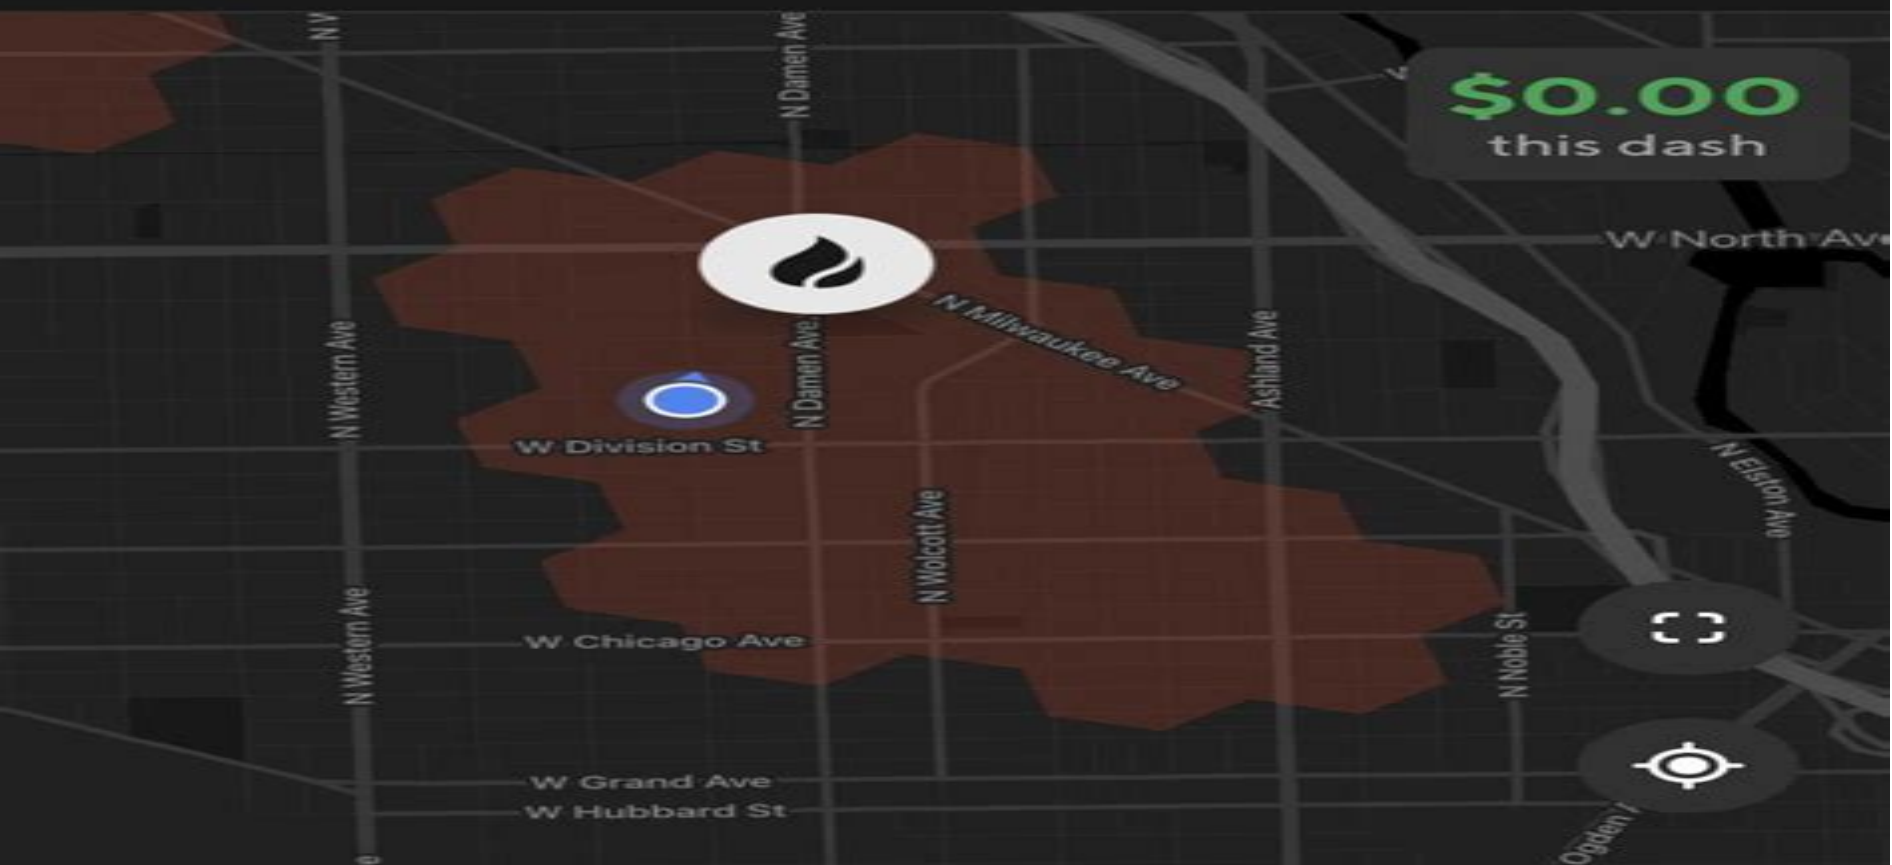 N W
N Damen Ave
$0.00
this dash
W North Ave
N Milwaukee Ave
N Western Ave
N Damen Ave
Ashland Ave
W Division St
N Elston Ave
N Wolcott Ave
N Western Ave
W Chicago Ave
N Noble St
W Grand Ave
W Hubbard St
Ogden
e